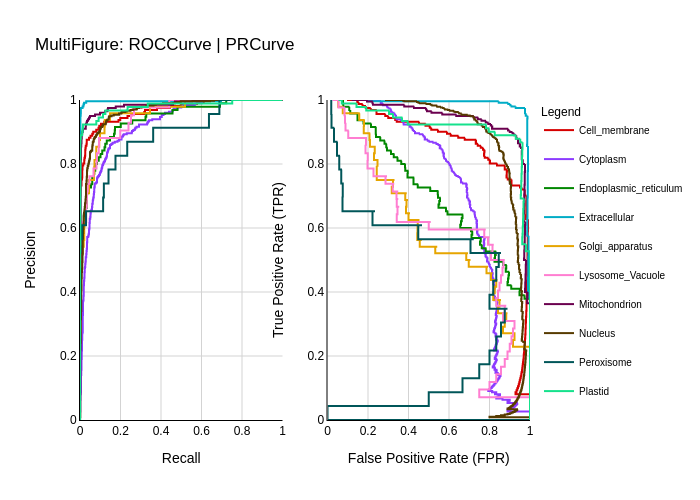 MultiFigure: ROCCurve | PRCurve
1
0.8
0.6
0.4
0.2
0
0
0.2
0.4
0.6
0.8
1
Precision
Recall
1
0.8
0.6
0.4
0.2
0
0
0.2
0.4
0.6
0.8
1
True Positive Rate (TPR)
False Positive Rate (FPR)
Legend
Cell_membrane
Cytoplasm
Endoplasmic_reticulum
Extracellular
Golgi_apparatus
Lysosome_Vacuole
Mitochondrion
Nucleus
Peroxisome
Plastid